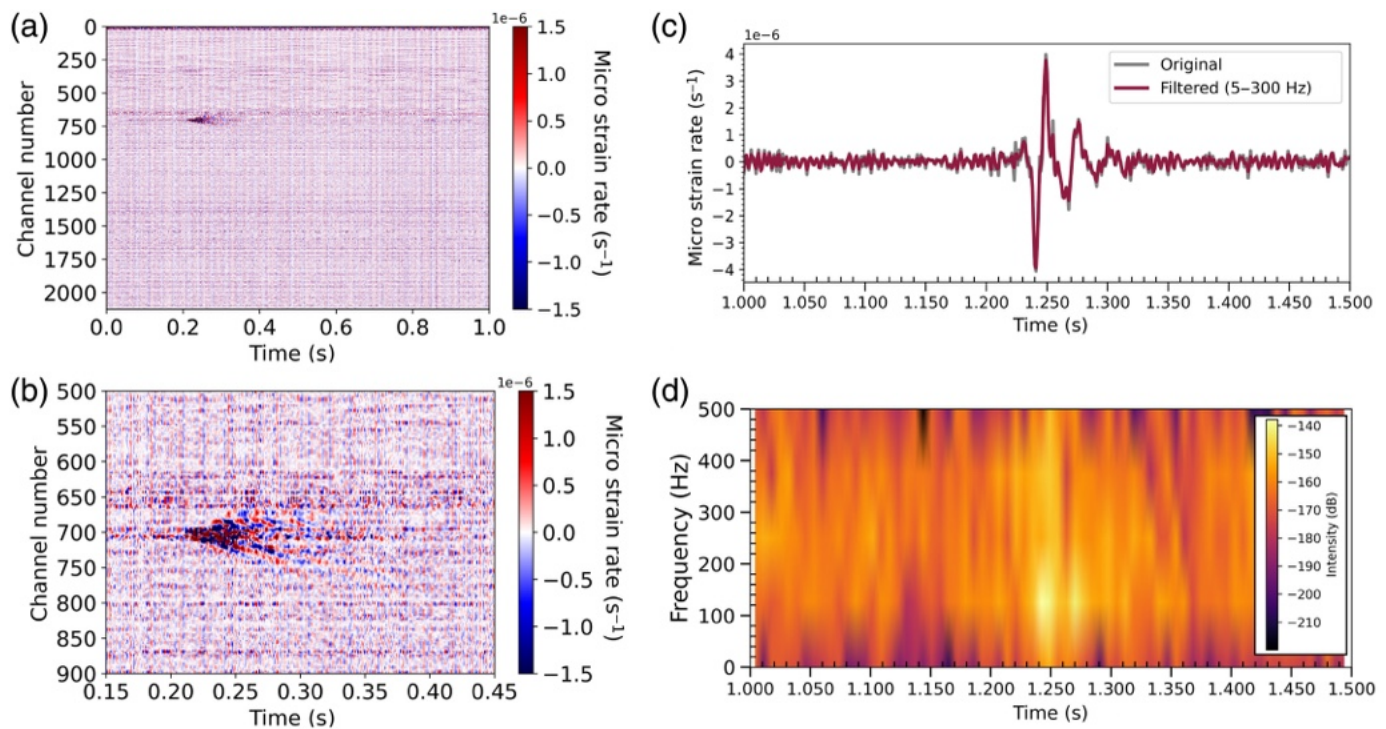 (a)
1e−6
0
250
500
750
1000
1250
1500
1750
2000
Channel number
0.0 0.2 0.4 0.6 0.8 1.0
Time (s)
1.5
1.0
0.5
0.0
−0.5
−1.0
−1.5
Micro strain rate (s⁻¹)
(b)
1e−6
500
550
600
650
700
750
800
850
900
Channel number
0.15 0.20 0.25 0.30 0.35 0.40 0.45
Time (s)
1.5
1.0
0.5
0.0
−0.5
−1.0
−1.5
Micro strain rate (s⁻¹)
(c)
4e−6
4
3
2
1
0
−1
−2
−3
−4
Micro strain rate (s⁻¹)
Original
Filtered (5–300 Hz)
1.000 1.050 1.100 1.150 1.200 1.250 1.300 1.350 1.400 1.450 1.500
Time (s)
(d)
500
400
300
200
100
0
Frequency (Hz)
−140
−150
−160
−170
−180
−190
−200
−210
Intensity (dB)
1.000 1.050 1.100 1.150 1.200 1.250 1.300 1.350 1.400 1.450 1.500
Time (s)